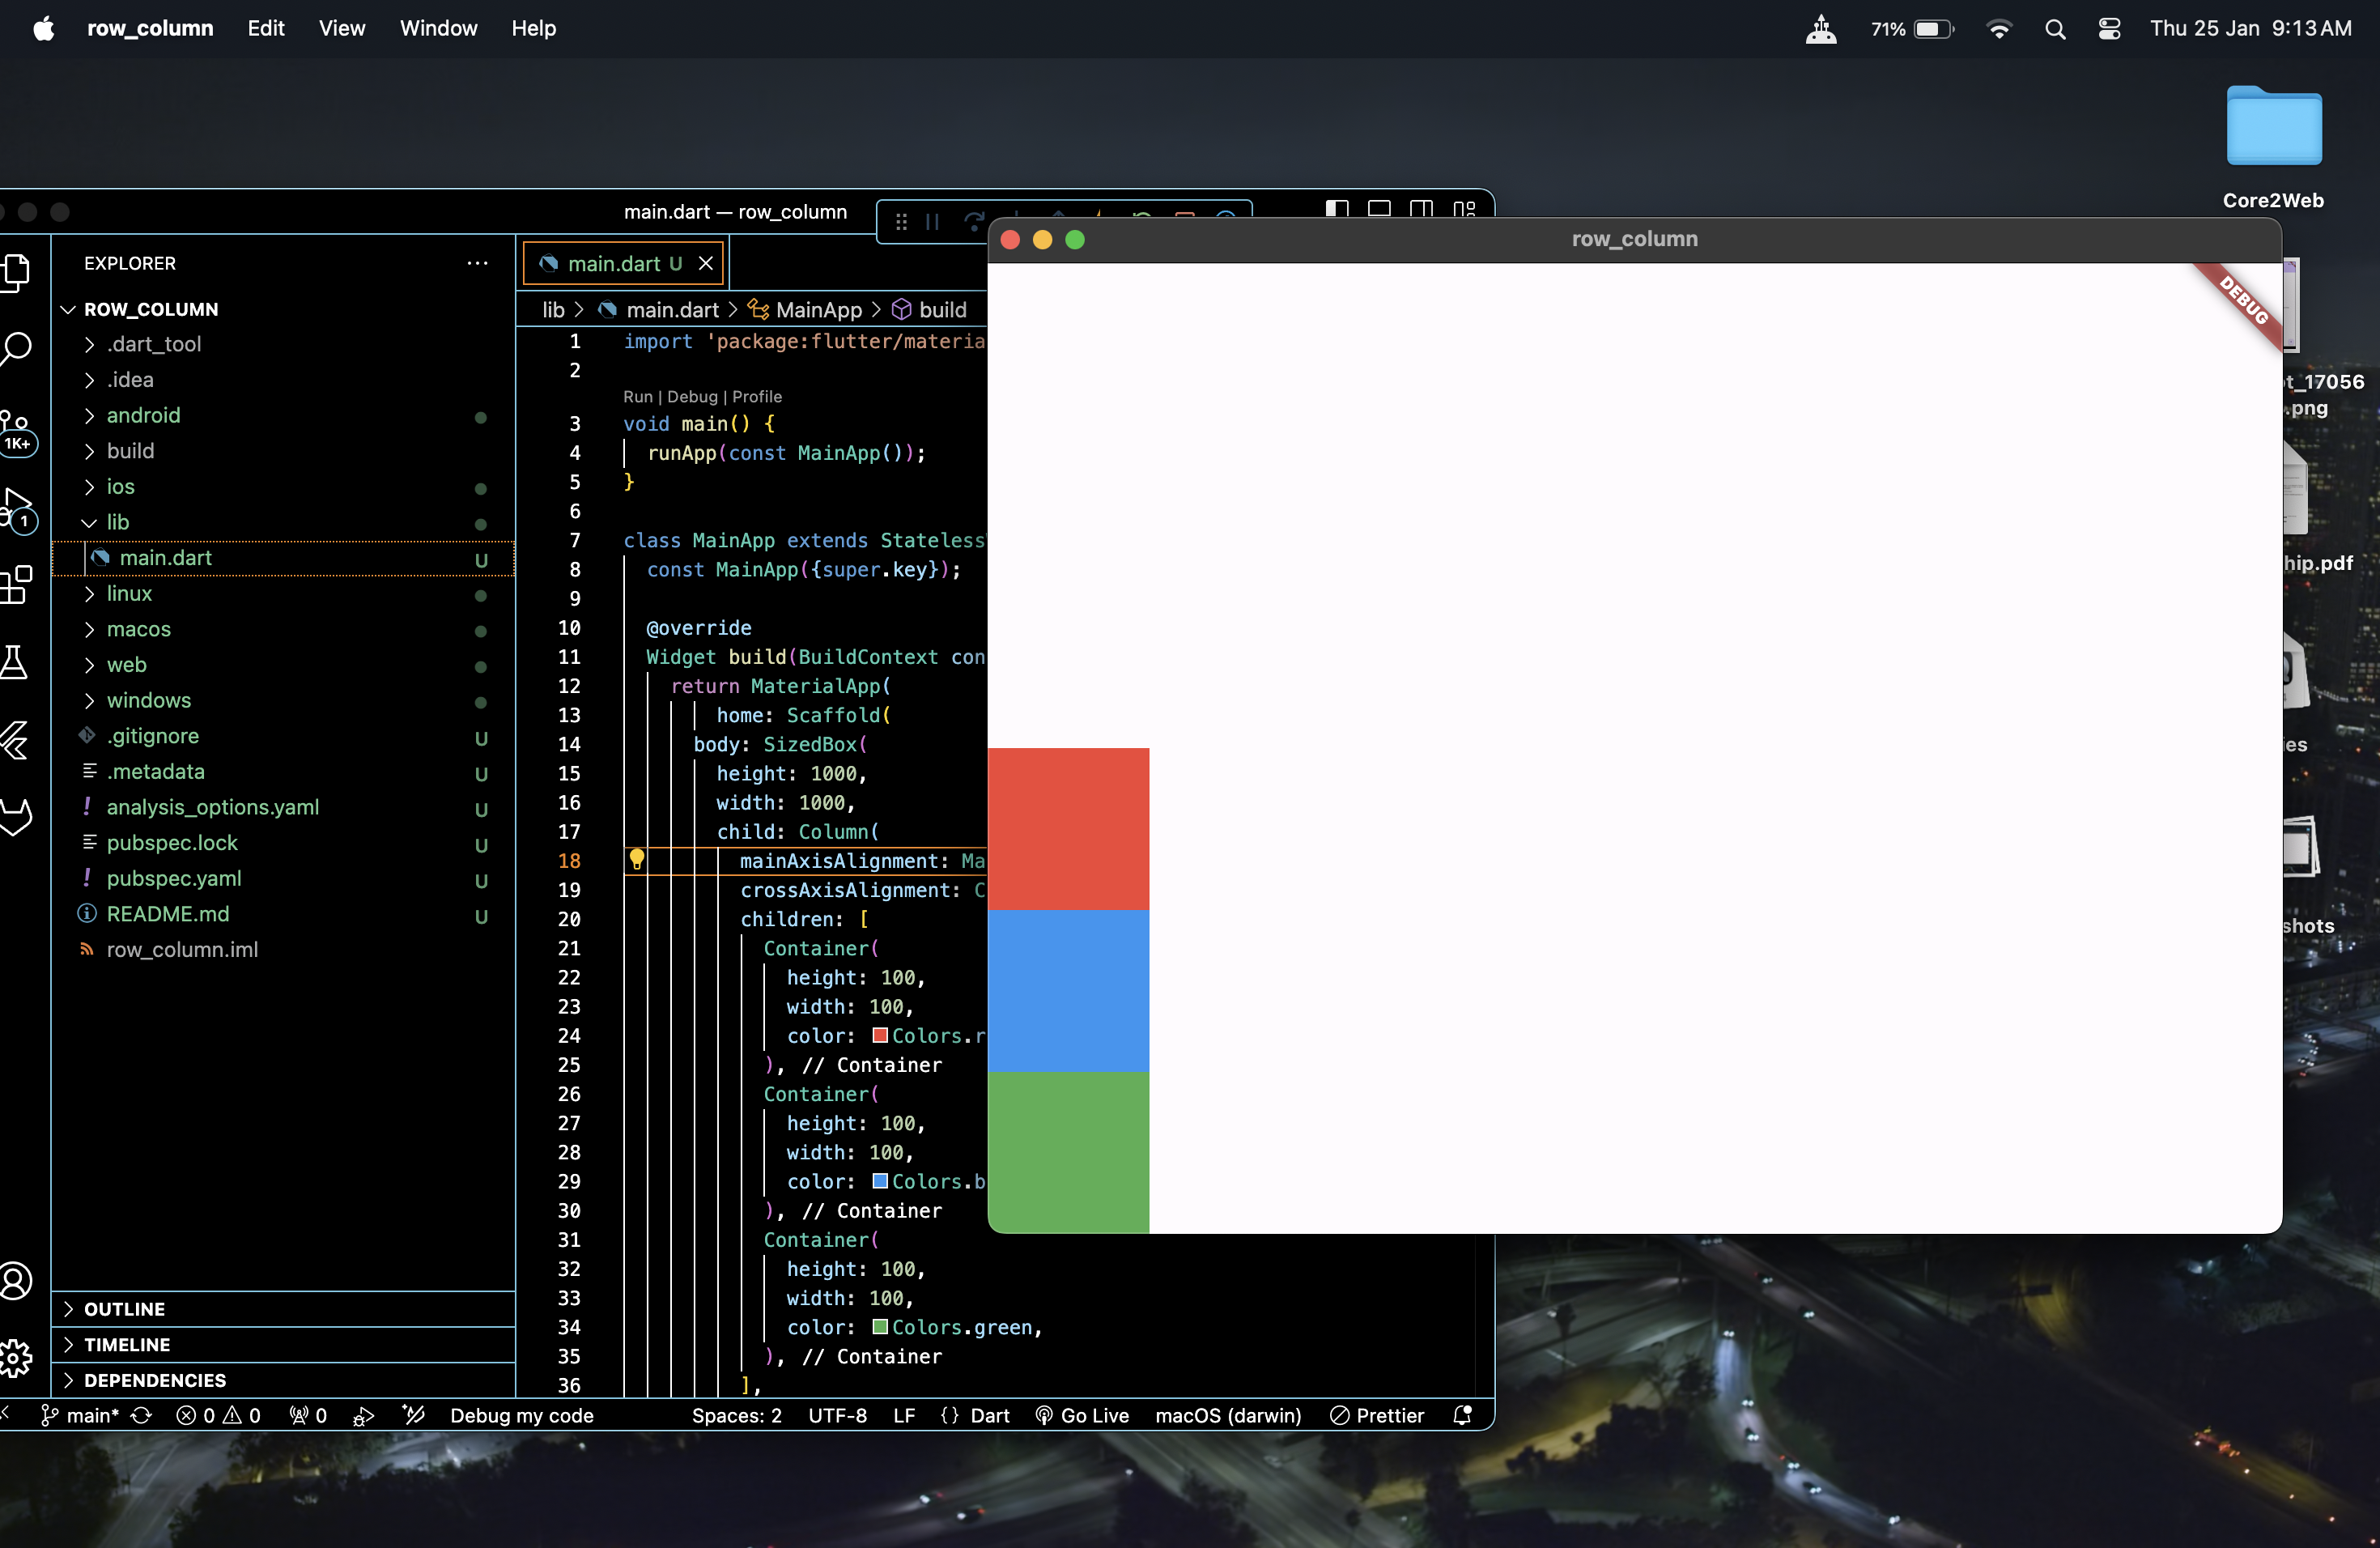 row_column Edit View Window Help 71% Thu 25 Jan 9:13 AM
Core2Web
main.dart — row_column
row_column
DEBUG
EXPLORER
main.dart U
ROW_COLUMN
lib > main.dart > MainApp > build
.dart_tool
.idea
android
build
ios
lib
main.dart U
linux
macos
web
windows
.gitignore U
.metadata U
analysis_options.yaml U
pubspec.lock U
pubspec.yaml U
README.md U
row_column.iml
1K+
1
OUTLINE
TIMELINE
DEPENDENCIES
1 import 'package:flutter/materia
2
Run | Debug | Profile
3 void main() {
4 runApp(const MainApp());
5 }
6
7 class MainApp extends Stateless
8 const MainApp({super.key});
9
10 @override
11 Widget build(BuildContext con
12 return MaterialApp(
13 home: Scaffold(
14 body: SizedBox(
15 height: 1000,
16 width: 1000,
17 child: Column(
18 mainAxisAlignment: Ma
19 crossAxisAlignment: C
20 children: [
21 Container(
22 height: 100,
23 width: 100,
24 color: Colors.r
25 ), // Container
26 Container(
27 height: 100,
28 width: 100,
29 color: Colors.b
30 ), // Container
31 Container(
32 height: 100,
33 width: 100,
34 color: Colors.green,
35 ), // Container
36 ],
t_17056
.png
hip.pdf
ies
shots
main* 0 0 0 Debug my code Spaces: 2 UTF-8 LF {} Dart Go Live macOS (darwin) Prettier